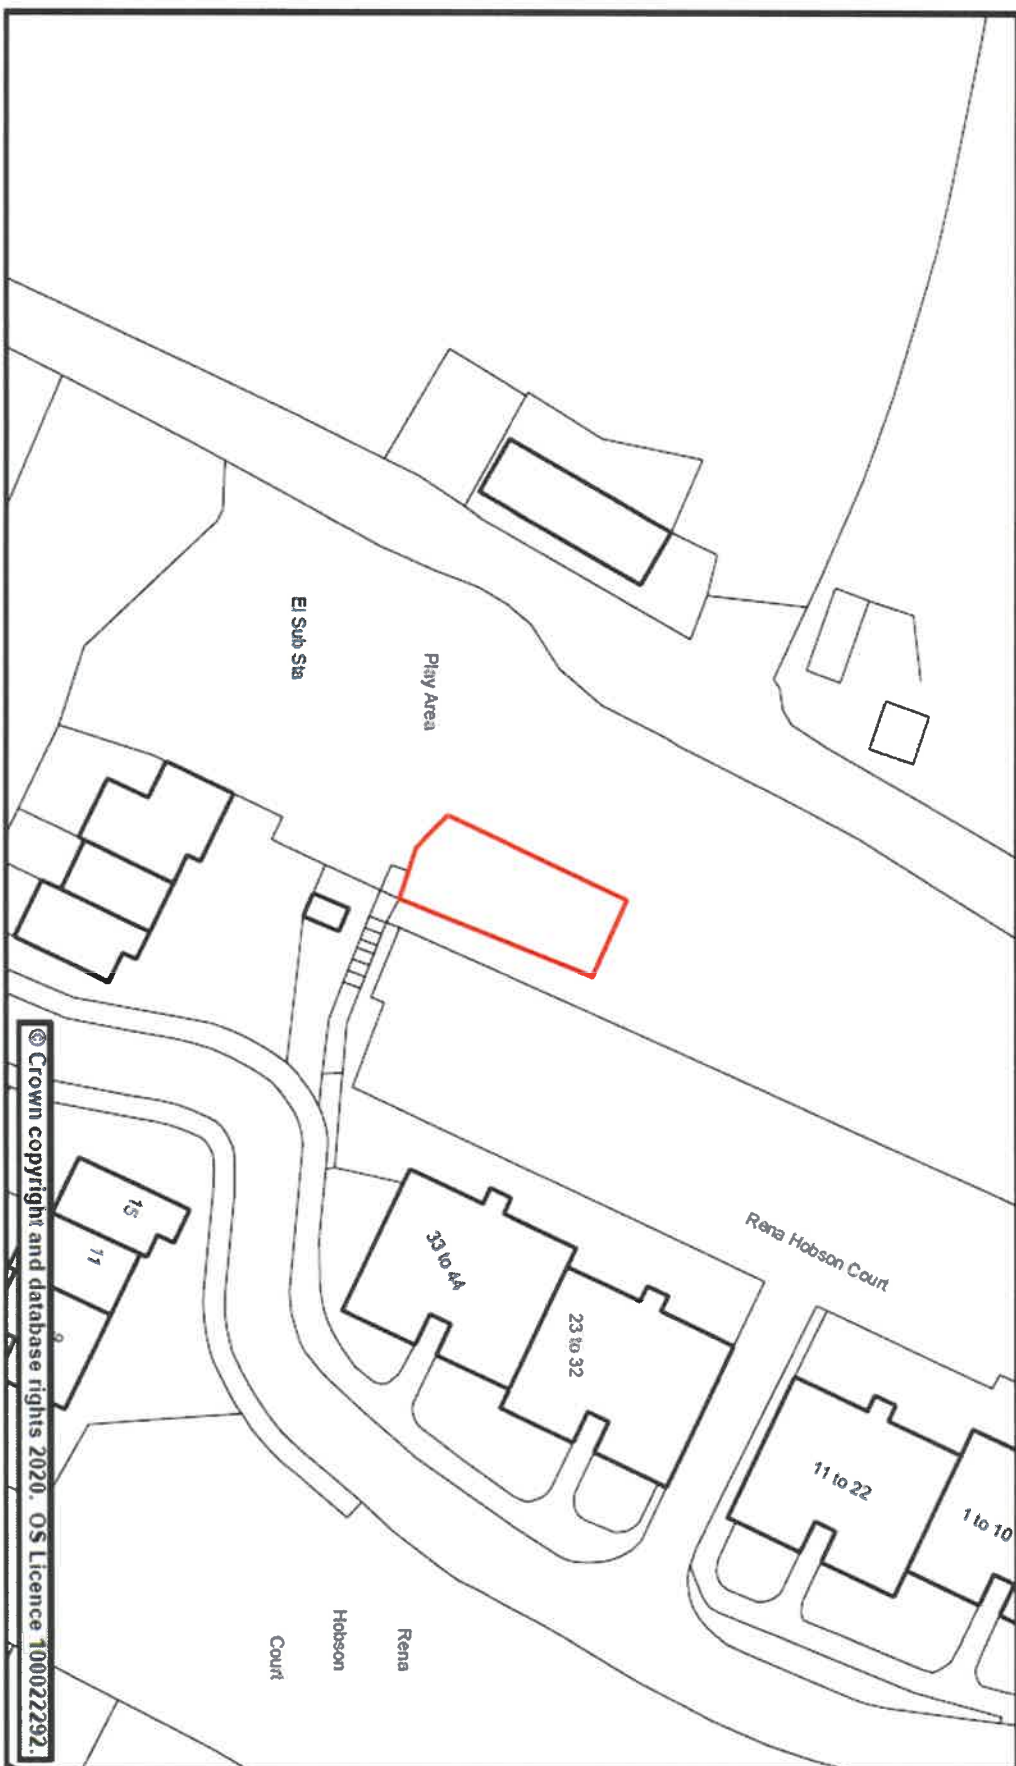 El Sub Sta
Play Area
Rena Hobson Court
33 to 44
23 to 32
11 to 22
1 to 10
15
11
9
Rena
Hobson
Court
© Crown copyright and database rights 2020. OS Licence 100022292.